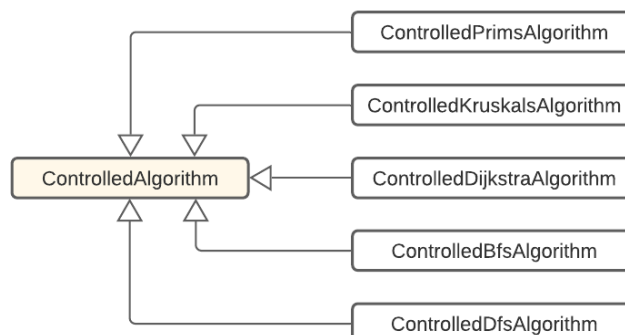 ControlledPrimsAlgorithm
ControlledKruskalsAlgorithm
ControlledAlgorithm
ControlledDijkstraAlgorithm
ControlledBfsAlgorithm
ControlledDfsAlgorithm